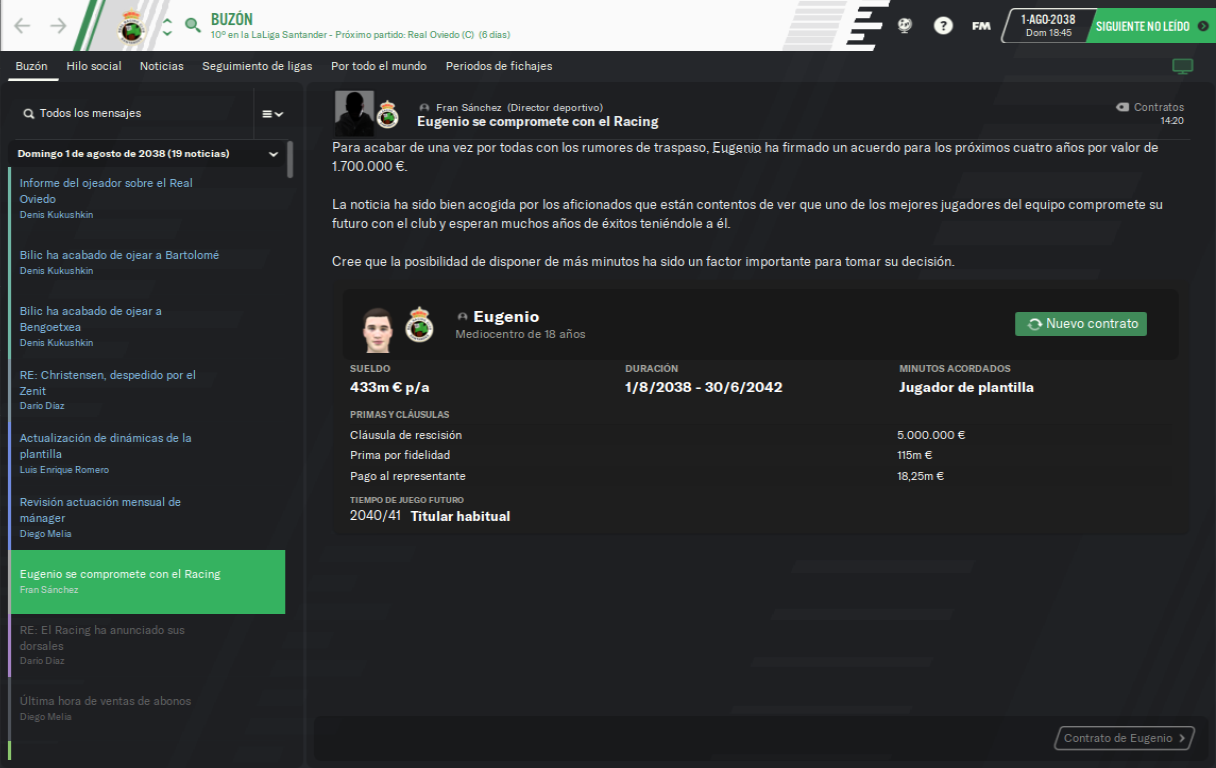 BUZÓN
10º en la LaLiga Santander - Próximo partido: Real Oviedo (C) (6 días)
?
FM
1-AGO-2038
Dom 18:45
SIGUIENTE NO LEÍDO
Buzón Hilo social Noticias Seguimiento de ligas Por todo el mundo Periodos de fichajes
Todos los mensajes
Domingo 1 de agosto de 2038 (19 noticias)
Informe del ojeador sobre el Real
Oviedo
Denis Kukushkin
Bilic ha acabado de ojear a Bartolomé
Denis Kukushkin
Bilic ha acabado de ojear a
Bengoetxea
Denis Kukushkin
RE: Christensen, despedido por el
Zenit
Darío Díaz
Actualización de dinámicas de la
plantilla
Luis Enrique Romero
Revisión actuación mensual de
mánager
Diego Melia
Eugenio se compromete con el Racing
Fran Sánchez
RE: El Racing ha anunciado sus
dorsales
Darío Díaz
Última hora de ventas de abonos
Diego Melia
Fran Sánchez (Director deportivo)
Eugenio se compromete con el Racing
Contratos
14:20
Para acabar de una vez por todas con los rumores de traspaso, Eugenio ha firmado un acuerdo para los próximos cuatro años por valor de
1.700.000 €.
La noticia ha sido bien acogida por los aficionados que están contentos de ver que uno de los mejores jugadores del equipo compromete su
futuro con el club y esperan muchos años de éxitos teniéndole a él.
Cree que la posibilidad de disponer de más minutos ha sido un factor importante para tomar su decisión.
Eugenio
Mediocentro de 18 años
Nuevo contrato
SUELDO DURACIÓN MINUTOS ACORDADOS
433m € p/a 1/8/2038 - 30/6/2042 Jugador de plantilla
PRIMAS Y CLÁUSULAS
Cláusula de rescisión 5.000.000 €
Prima por fidelidad 115m €
Pago al representante 18,25m €
TIEMPO DE JUEGO FUTURO
2040/41 Titular habitual
Contrato de Eugenio